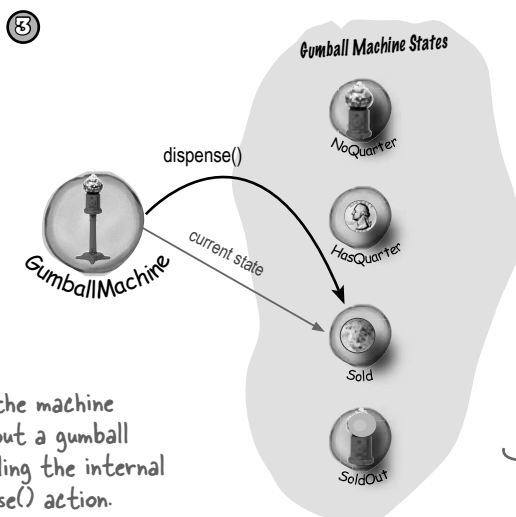 3
Gumball Machine States
NoQuarter
dispense()
HasQuarter
current state
GumballMachine
Sold
the machine
out a gumball
ling the internal
se() action.
SoldOut